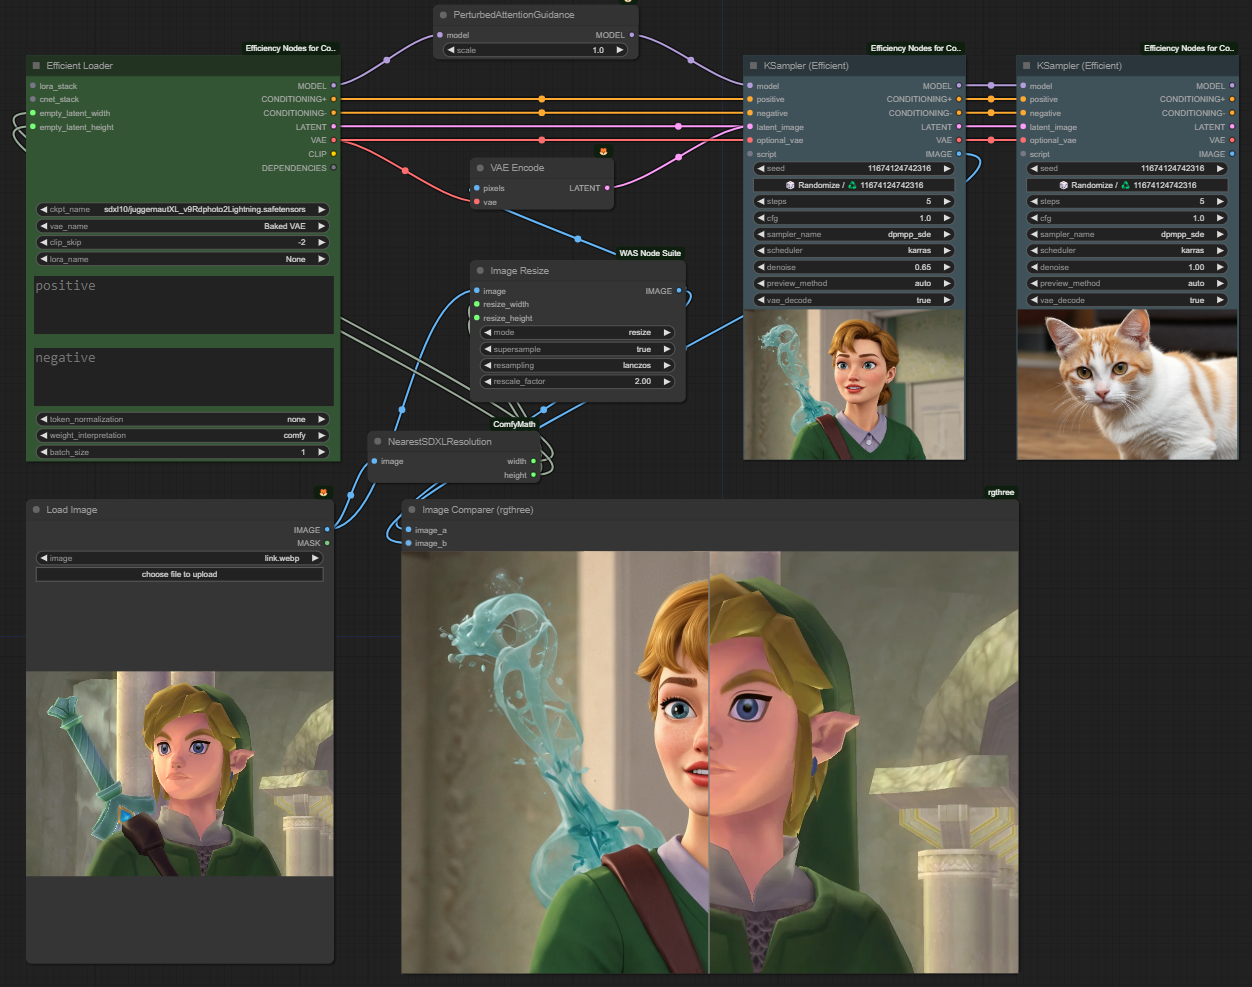 PerturbedAttentionGuidance
model MODEL
scale 1.0
Efficiency Nodes for Co..
Efficient Loader
lora_stack MODEL
cnet_stack CONDITIONING+
empty_latent_width CONDITIONING-
empty_latent_height LATENT
VAE
CLIP
DEPENDENCIES
ckpt_name sdxl10/juggernautXL_v9Rdphoto2Lightning.safetensors
vae_name Baked VAE
clip_skip -2
lora_name None
positive
negative
token_normalization none
weight_interpretation comfy
batch_size 1
VAE Encode
pixels LATENT
vae
WAS Node Suite
Image Resize
image IMAGE
resize_width
resize_height
mode resize
supersample true
resampling lanczos
rescale_factor 2.00
ComfyMath
NearestSDXLResolution
image width
height
Efficiency Nodes for Co..
KSampler (Efficient)
model MODEL
positive CONDITIONING+
negative CONDITIONING-
latent_image LATENT
optional_vae VAE
script IMAGE
seed 11674124742316
Randomize / 11674124742316
steps 5
cfg 1.0
sampler_name dpmpp_sde
scheduler karras
denoise 0.65
preview_method auto
vae_decode true
Efficiency Nodes for Co..
KSampler (Efficient)
model MODEL
positive CONDITIONING+
negative CONDITIONING-
latent_image LATENT
optional_vae VAE
script IMAGE
seed 11674124742316
Randomize / 11674124742316
steps 5
cfg 1.0
sampler_name dpmpp_sde
scheduler karras
denoise 1.00
preview_method auto
vae_decode true
Load Image
IMAGE
MASK
image link.webp
choose file to upload
rgthree
Image Comparer (rgthree)
image_a
image_b